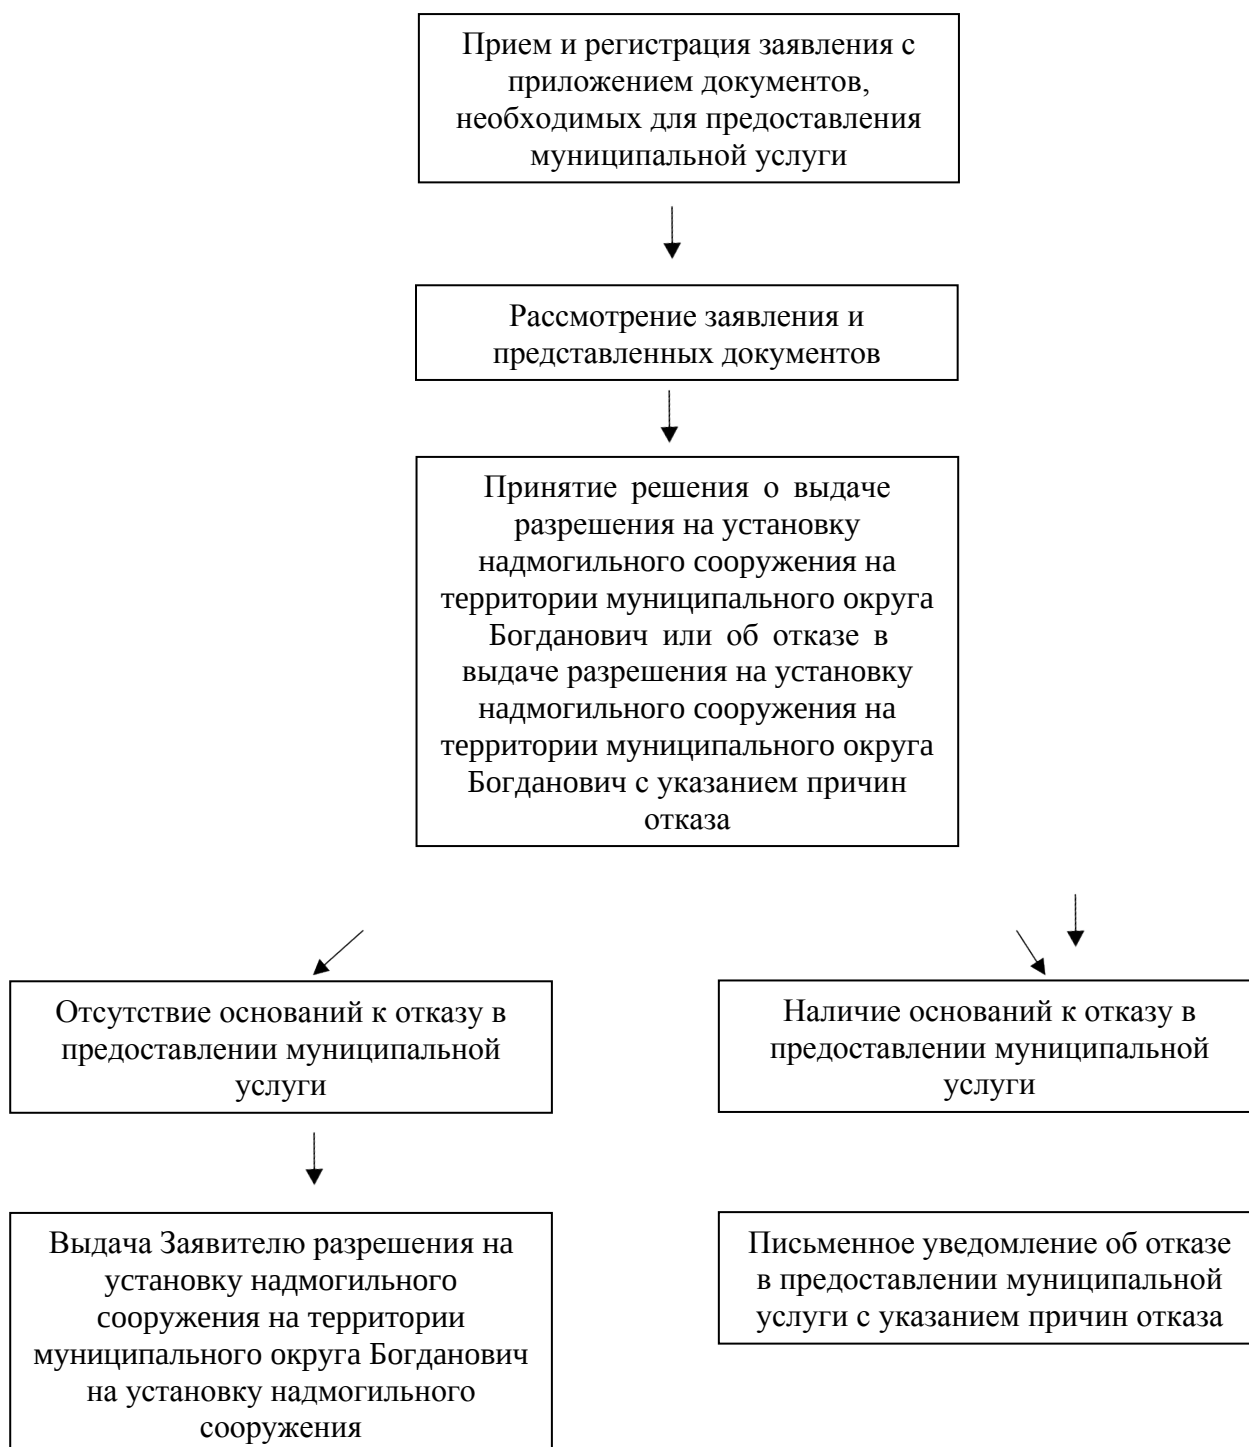 Прием и регистрация заявления с
приложением документов,
необходимых для предоставления
муниципальной услуги
Рассмотрение заявления и
представленных документов
Принятие решения о выдаче
разрешения на установку
надмогильного сооружения на
территории муниципального округа
Богданович или об отказе в
выдаче разрешения на установку
надмогильного сооружения на
территории муниципального округа
Богданович с указанием причин
отказа
Отсутствие оснований к отказу в
предоставлении муниципальной
услуги
Наличие оснований к отказу в
предоставлении муниципальной
услуги
Выдача Заявителю разрешения на
установку надмогильного
сооружения на территории
муниципального округа Богданович
на установку надмогильного
сооружения
Письменное уведомление об отказе
в предоставлении муниципальной
услуги с указанием причин отказа